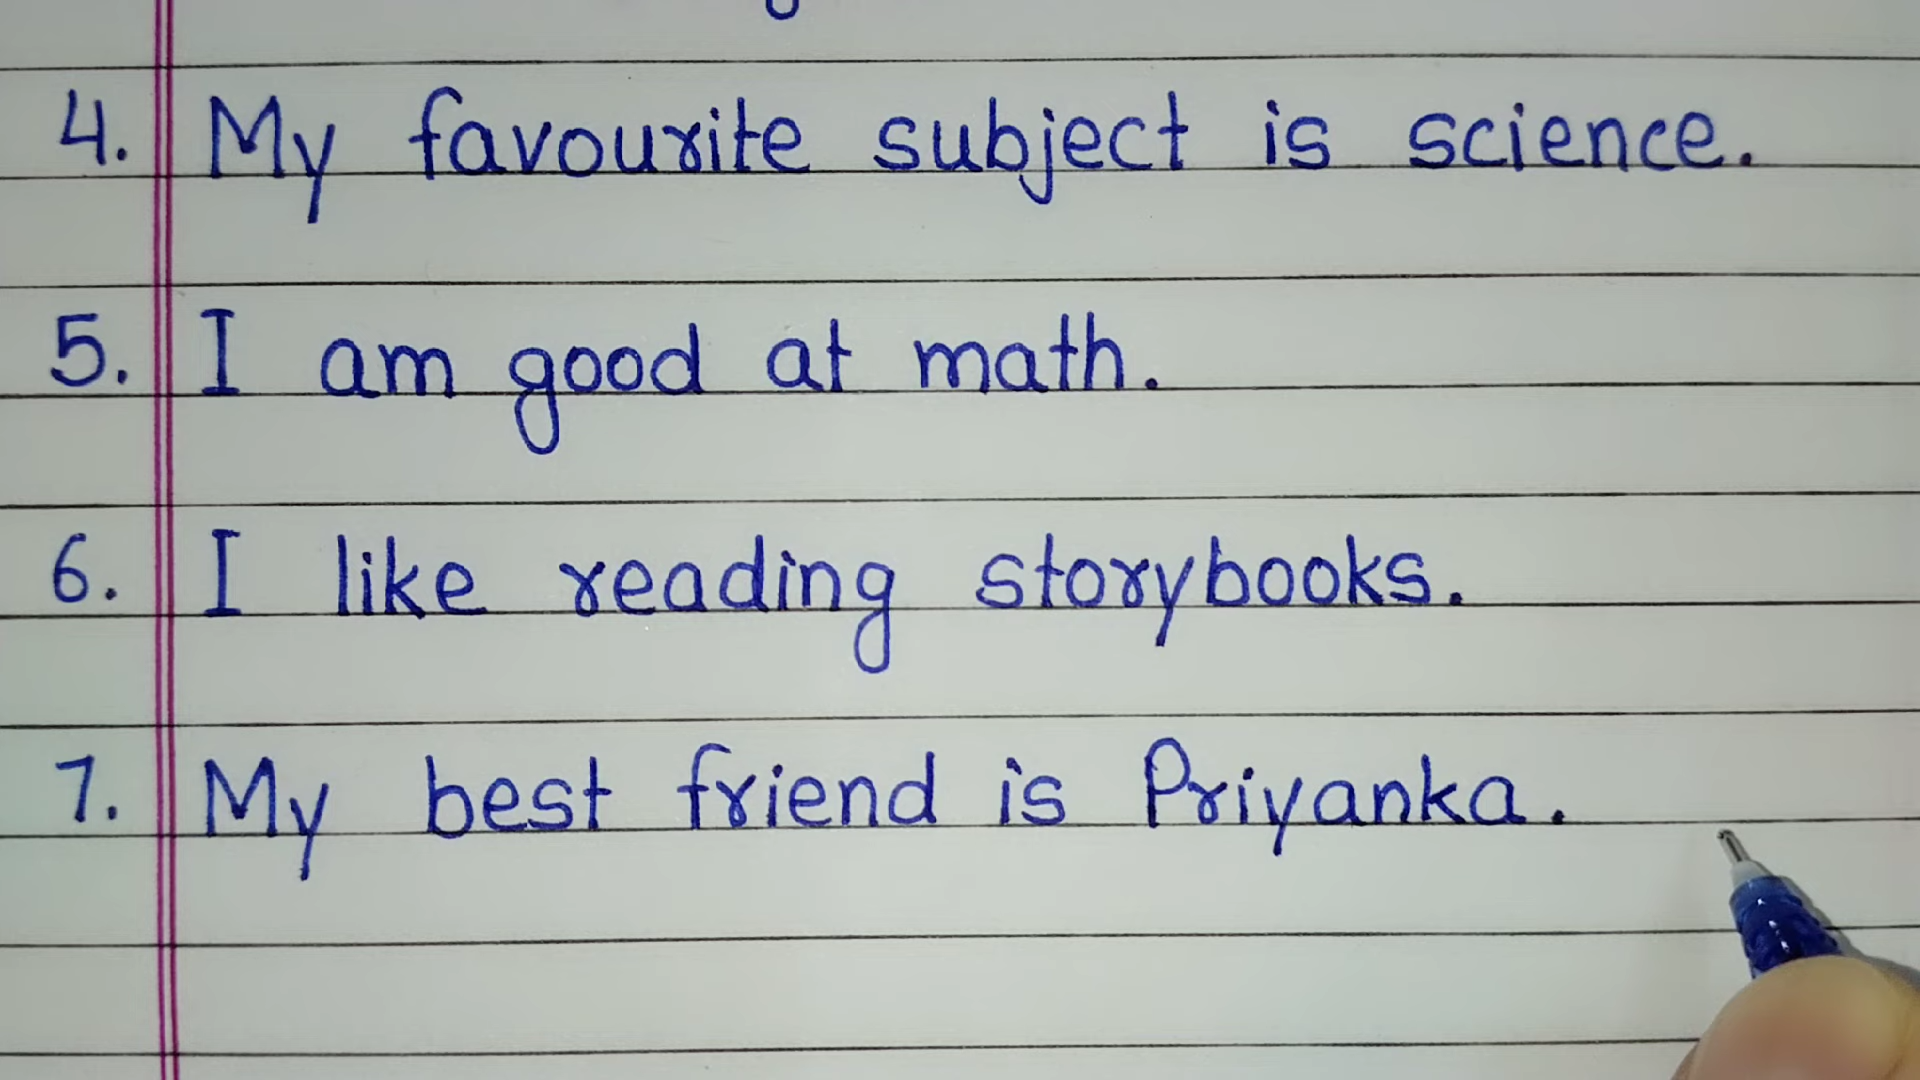 4. My favourite subject is science.
5. I am good at math.
6. I like reading storybooks.
7. My best friend is Priyanka.